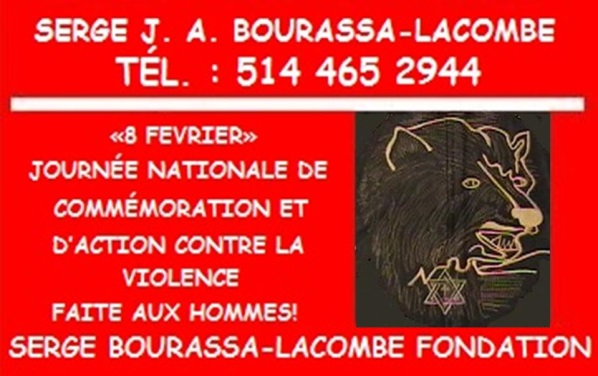 SERGE J. A. BOURASSA-LACOMBE
TÉL. : 514 465 2944
«8 FEVRIER»
JOURNÉE NATIONALE DE
COMMÉMORATION ET
D'ACTION CONTRE LA
VIOLENCE
FAITE AUX HOMMES!
SERGE BOURASSA-LACOMBE FONDATION